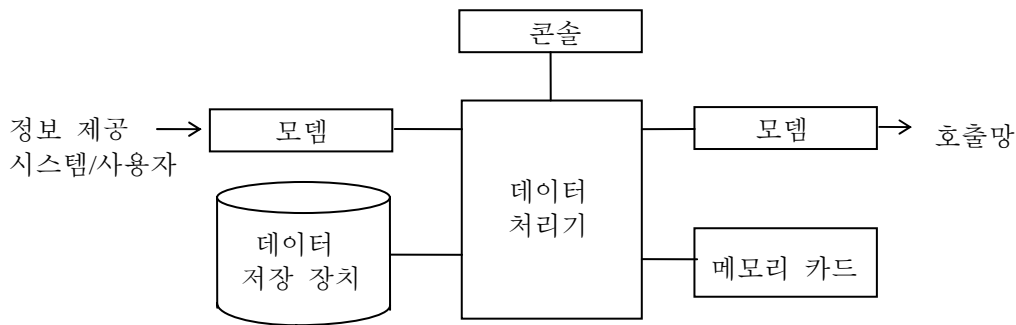 콘솔
정보 제공
시스템/사용자
모뎀
모뎀
호출망
데이터
처리기
데이터
저장 장치
메모리 카드